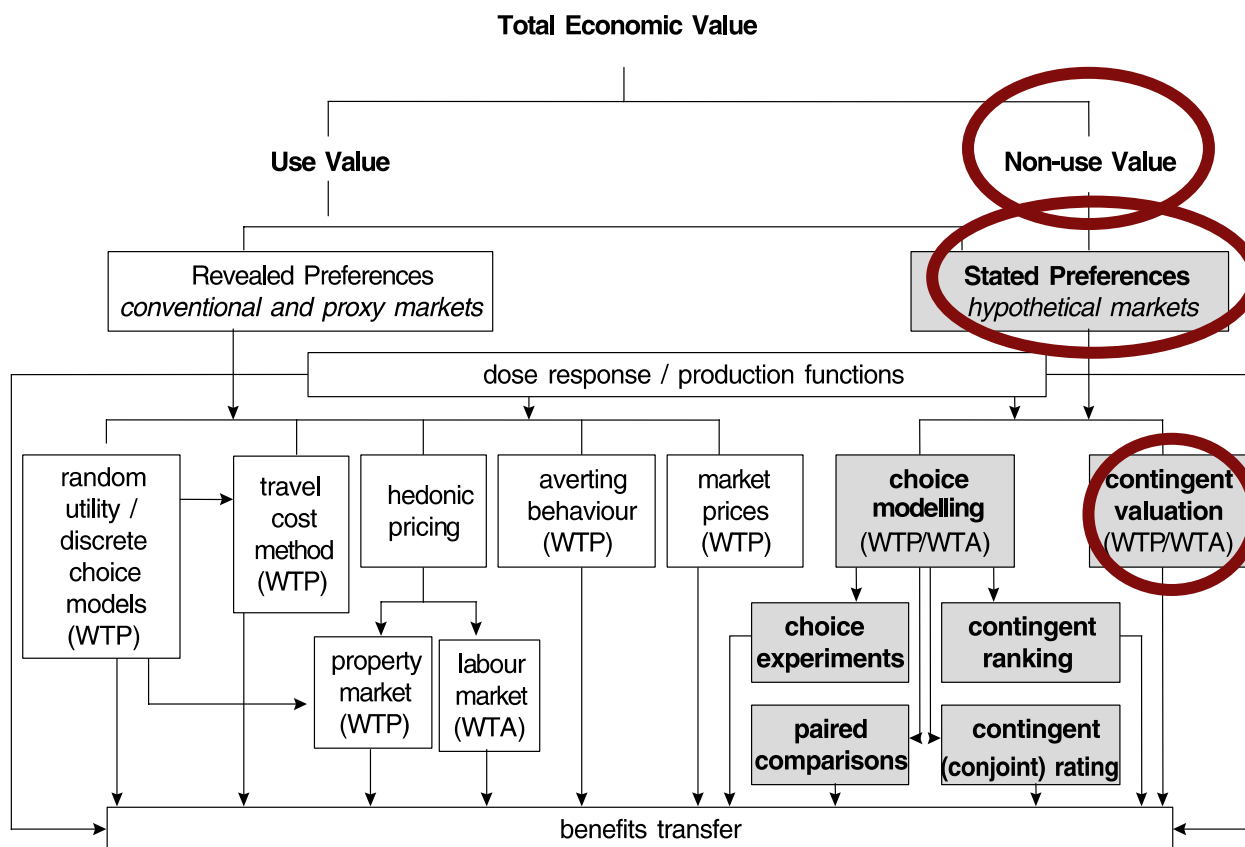 Total Economic Value
Use Value
Non-use Value
Revealed Preferences
conventional and proxy markets
Stated Preferences
hypothetical markets
dose response / production functions
random
utility /
discrete
choice
models
(WTP)
travel
cost
method
(WTP)
hedonic
pricing
averting
behaviour
(WTP)
market
prices
(WTP)
choice
modelling
(WTP/WTA)
contingent
valuation
(WTP/WTA)
property
market
(WTP)
labour
market
(WTA)
choice
experiments
contingent
ranking
paired
comparisons
contingent
(conjoint) rating
benefits transfer